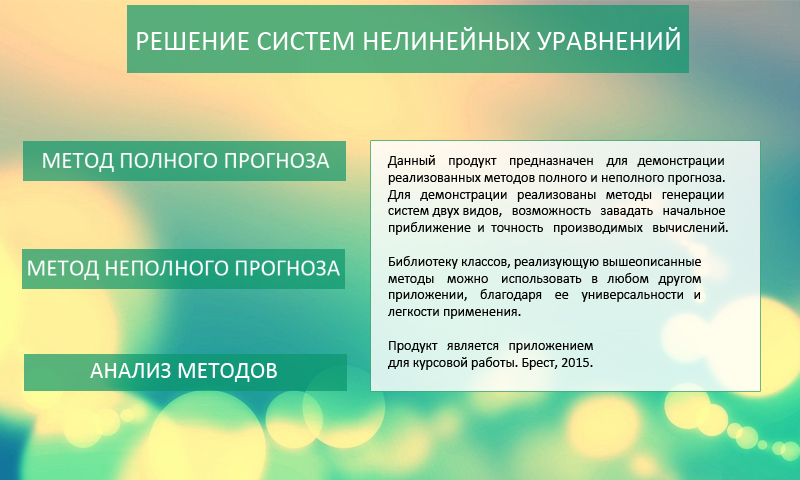 РЕШЕНИЕ СИСТЕМ НЕЛИНЕЙНЫХ УРАВНЕНИЙ
МЕТОД ПОЛНОГО ПРОГНОЗА
МЕТОД НЕПОЛНОГО ПРОГНОЗА
АНАЛИЗ МЕТОДОВ
Данный продукт предназначен для демонстрации
реализованных методов полного и неполного прогноза.
Для демонстрации реализованы методы генерации
систем двух видов, возможность завадать начальное
приближение и точность производимых вычислений.
Библиотеку классов, реализующую вышеописанные
методы можно использовать в любом другом
приложении, благодаря ее универсальности и
легкости применения.
Продукт является приложением
для курсовой работы. Брест, 2015.